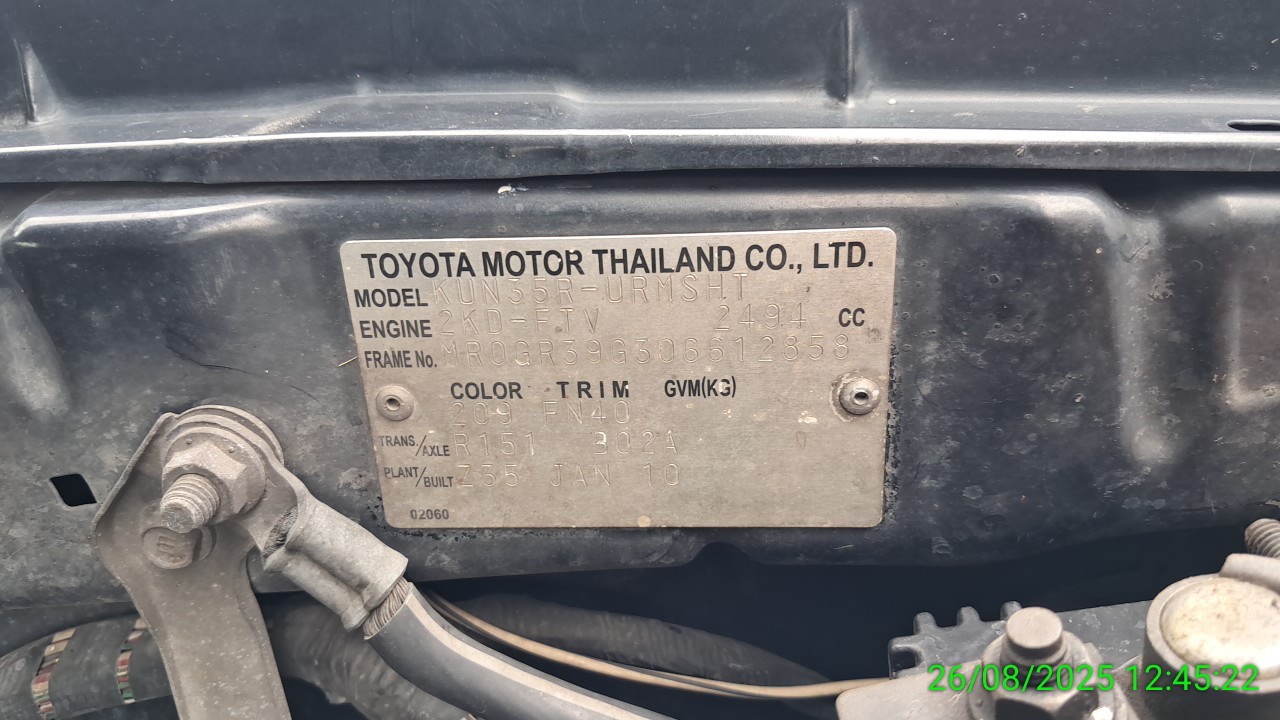 TOYOTA MOTOR THAILAND CO., LTD.
MODEL KUN35R-URMSHT
ENGINE 2KD-FTV 2494 CC
FRAME No. MR0GR39G306612858
COLOR TRIM GVM(KG)
209 FN40
TRANS./AXLE R151 B02A 0
PLANT/BUILT Z35 JAN 10
02060
26/08/2025 12:45:22